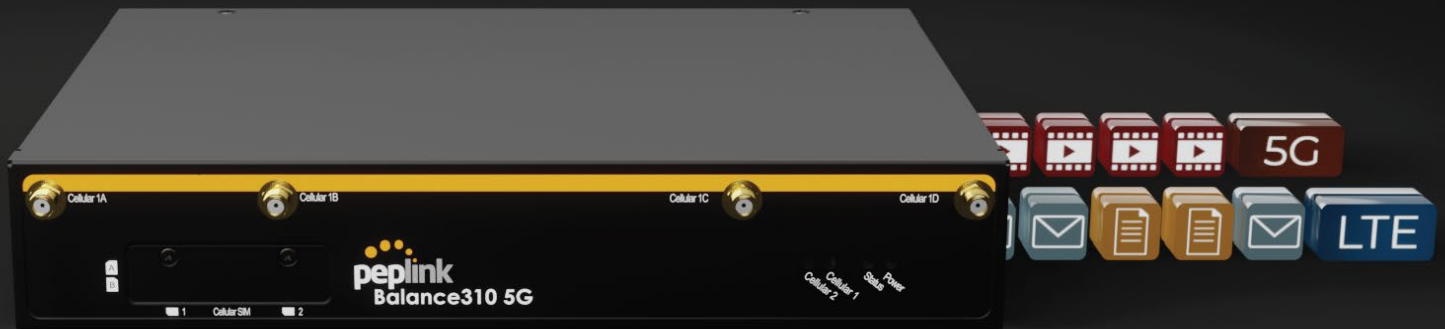 5G
Cellular 1A
Cellular 1B
Cellular 1C
Cellular 1D
LTE
A
B
peplink
Balance310 5G
Cellular 2
Cellular 1
Status
Power
1
Cellular SIM
2